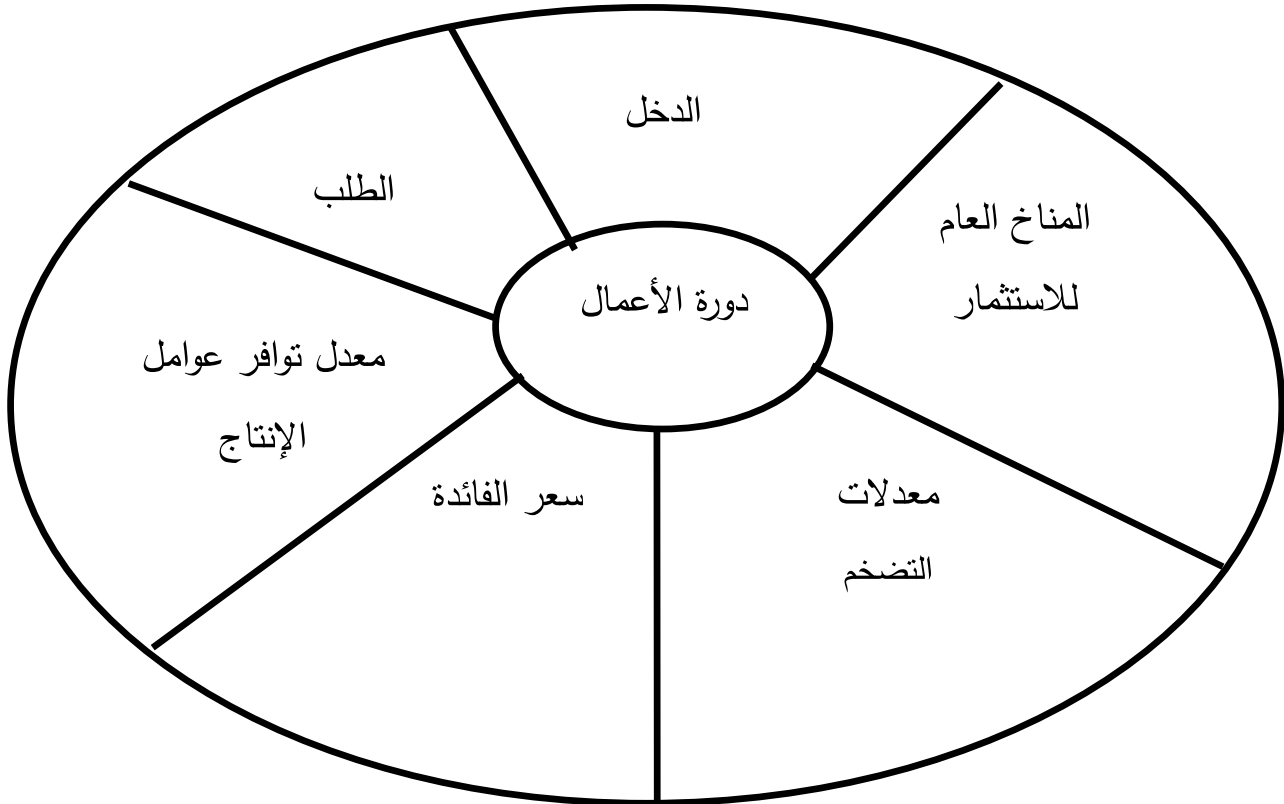 الدخل
الطلب
المناخ العام
للاستثمار
دورة الأعمال
معدل توافر عوامل
الإنتاج
سعر الفائدة
معدلات
التضخم